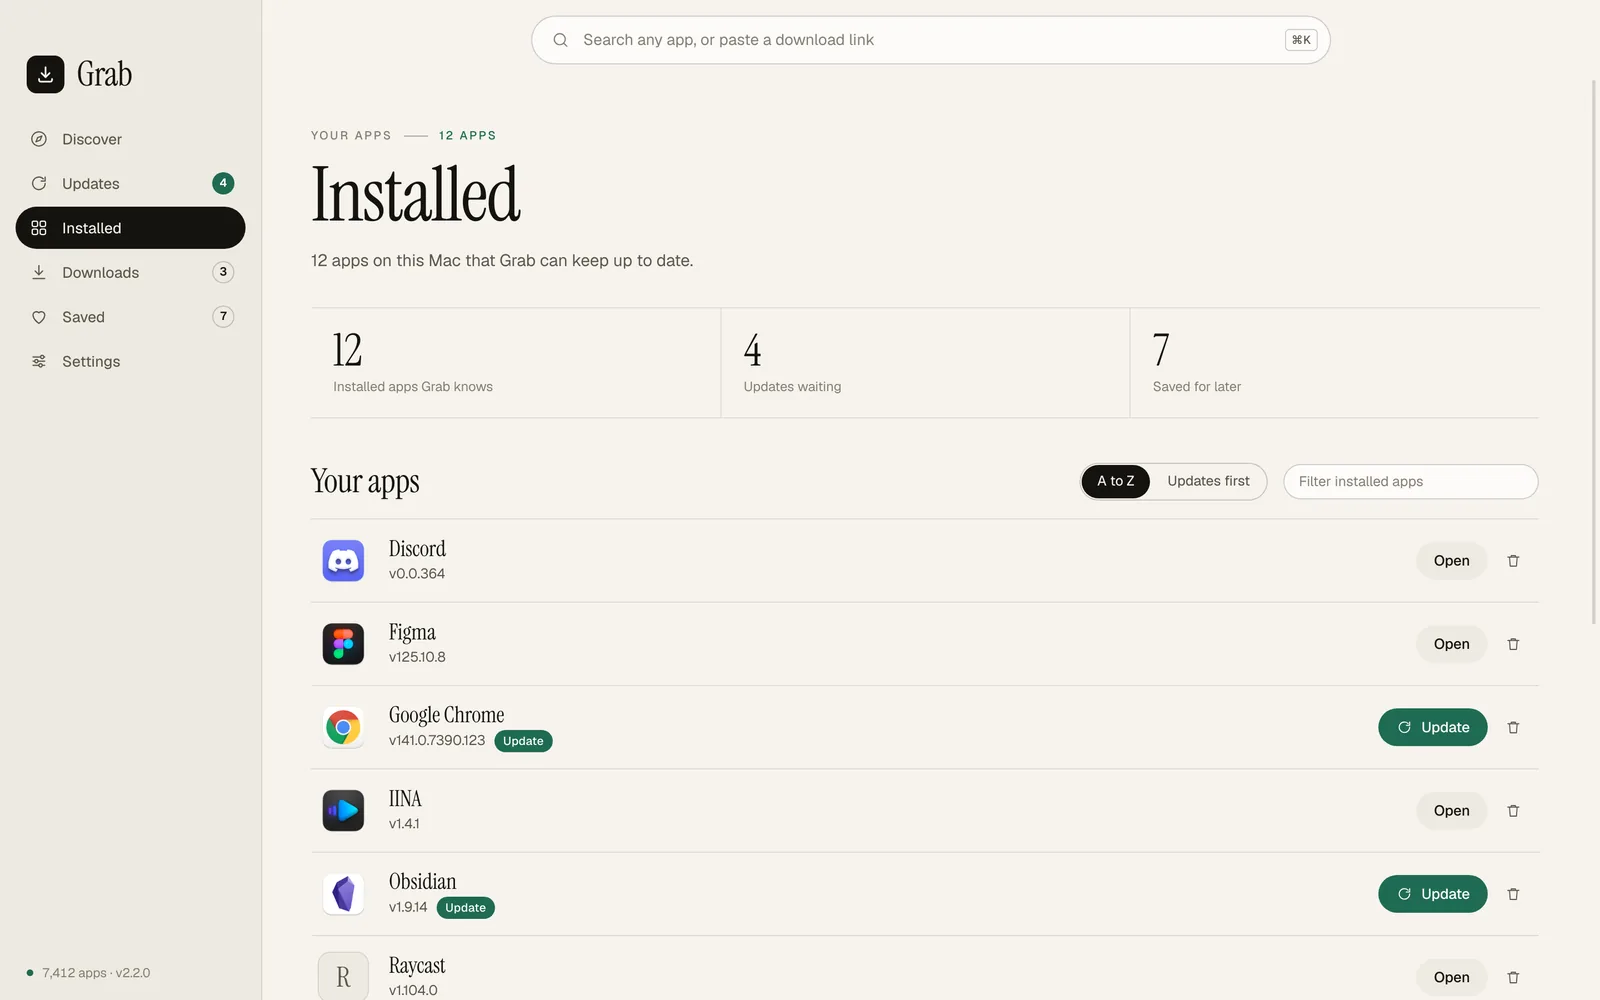 Grab
Discover
Updates 4
Installed
Downloads 3
Saved 7
Settings
7,412 apps · v2.2.0
Search any app, or paste a download link ⌘K
YOUR APPS — 12 APPS
Installed
12 apps on this Mac that Grab can keep up to date.
12
Installed apps Grab knows
4
Updates waiting
7
Saved for later
Your apps
A to Z Updates first Filter installed apps
Discord
v0.0.364
Open
Figma
v125.10.8
Open
Google Chrome
v141.0.7390.123 Update
Update
IINA
v1.4.1
Open
Obsidian
v1.9.14 Update
Update
R
Raycast
v1.104.0
Open